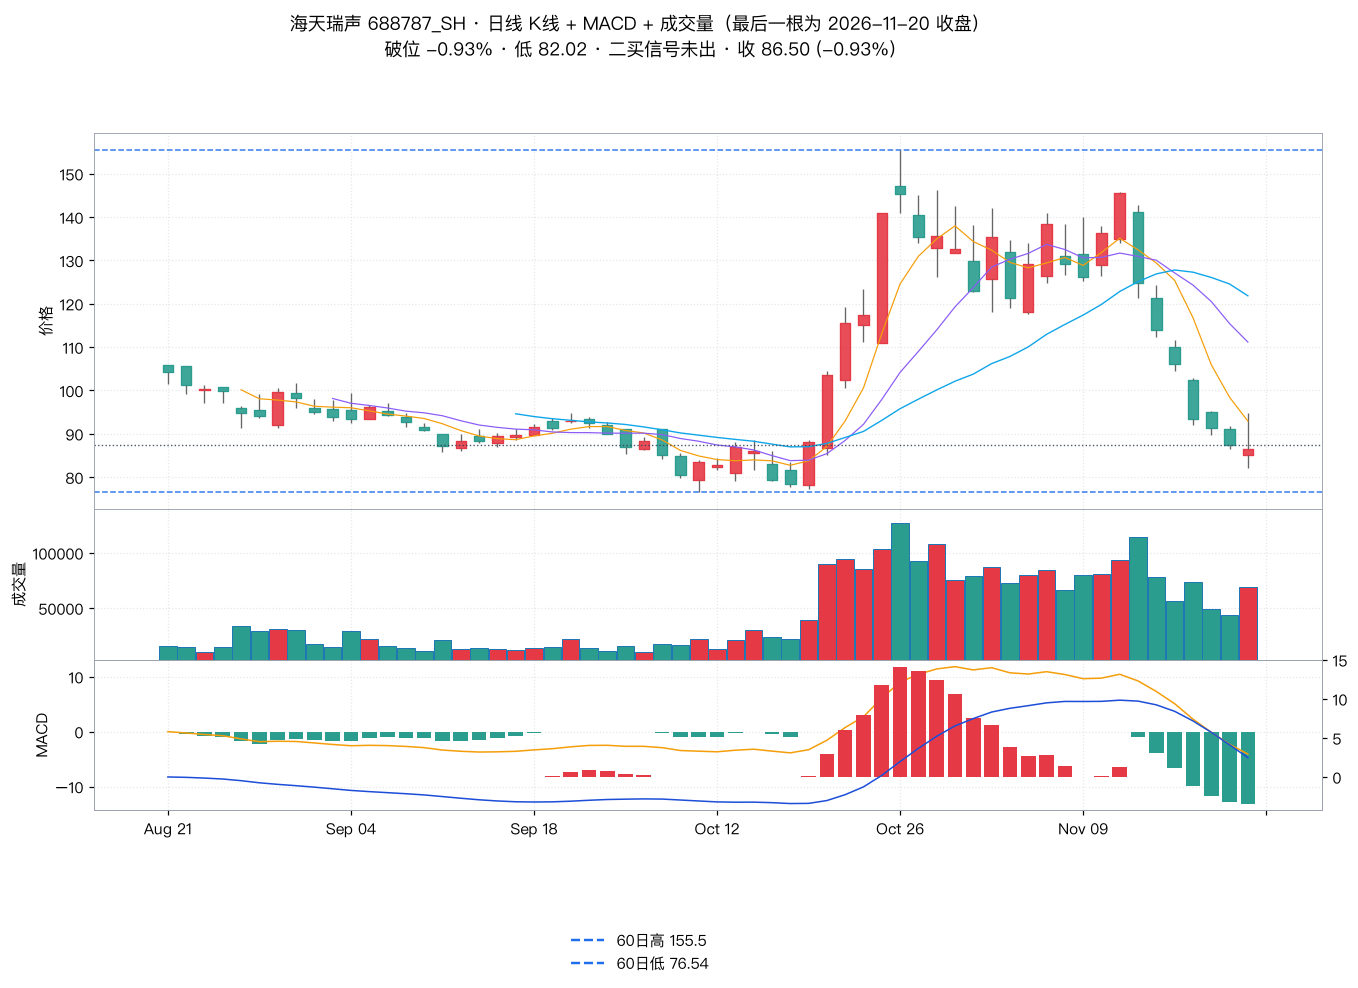 海天瑞声 688787_SH · 日线 K线 + MACD + 成交量（最后一根为 2026−11−20 收盘）
破位 −0.93% · 低 82.02 · 二买信号未出 · 收 86.50 (−0.93%)
价格
150
140
130
120
110
100
90
80
成交量
100000
50000
MACD
10
0
−10
15
10
5
0
Aug 21
Sep 04
Sep 18
Oct 12
Oct 26
Nov 09
60日高 155.5
60日低 76.54